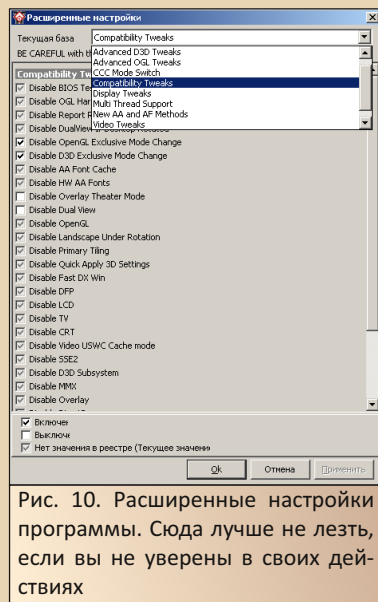 Расширенные настройки
Текущая база Compatibility Tweaks
BE CAREFUL with th
Advanced D3D Tweaks
Advanced OGL Tweaks
CCC Mode Switch
Compatibility Tweaks
Display Tweaks
Multi Thread Support
New AA and AF Methods
Video Tweaks
Compatibility Tw
Disable BIOS Te
Disable OGL Har
Disable Report F
Disable OpenGL Exclusive Mode Change
Disable D3D Exclusive Mode Change
Disable AA Font Cache
Disable HW AA Fonts
Disable Overlay Theater Mode
Disable Dual View
Disable OpenGL
Disable Landscape Under Rotation
Disable Primary Tiling
Disable Quick Apply 3D Settings
Disable Fast DX Win
Disable DFP
Disable LCD
Disable TV
Disable CRT
Disable Video USWC Cache mode
Disable SSE2
Disable D3D Subsystem
Disable MMX
Disable Overlay
Включен
Выключе
Нет значения в реестре (Текущее значени
Ok Отмена Применить
Рис. 10. Расширенные настройки
программы. Сюда лучше не лезть,
если вы не уверены в своих дей-
ствиях